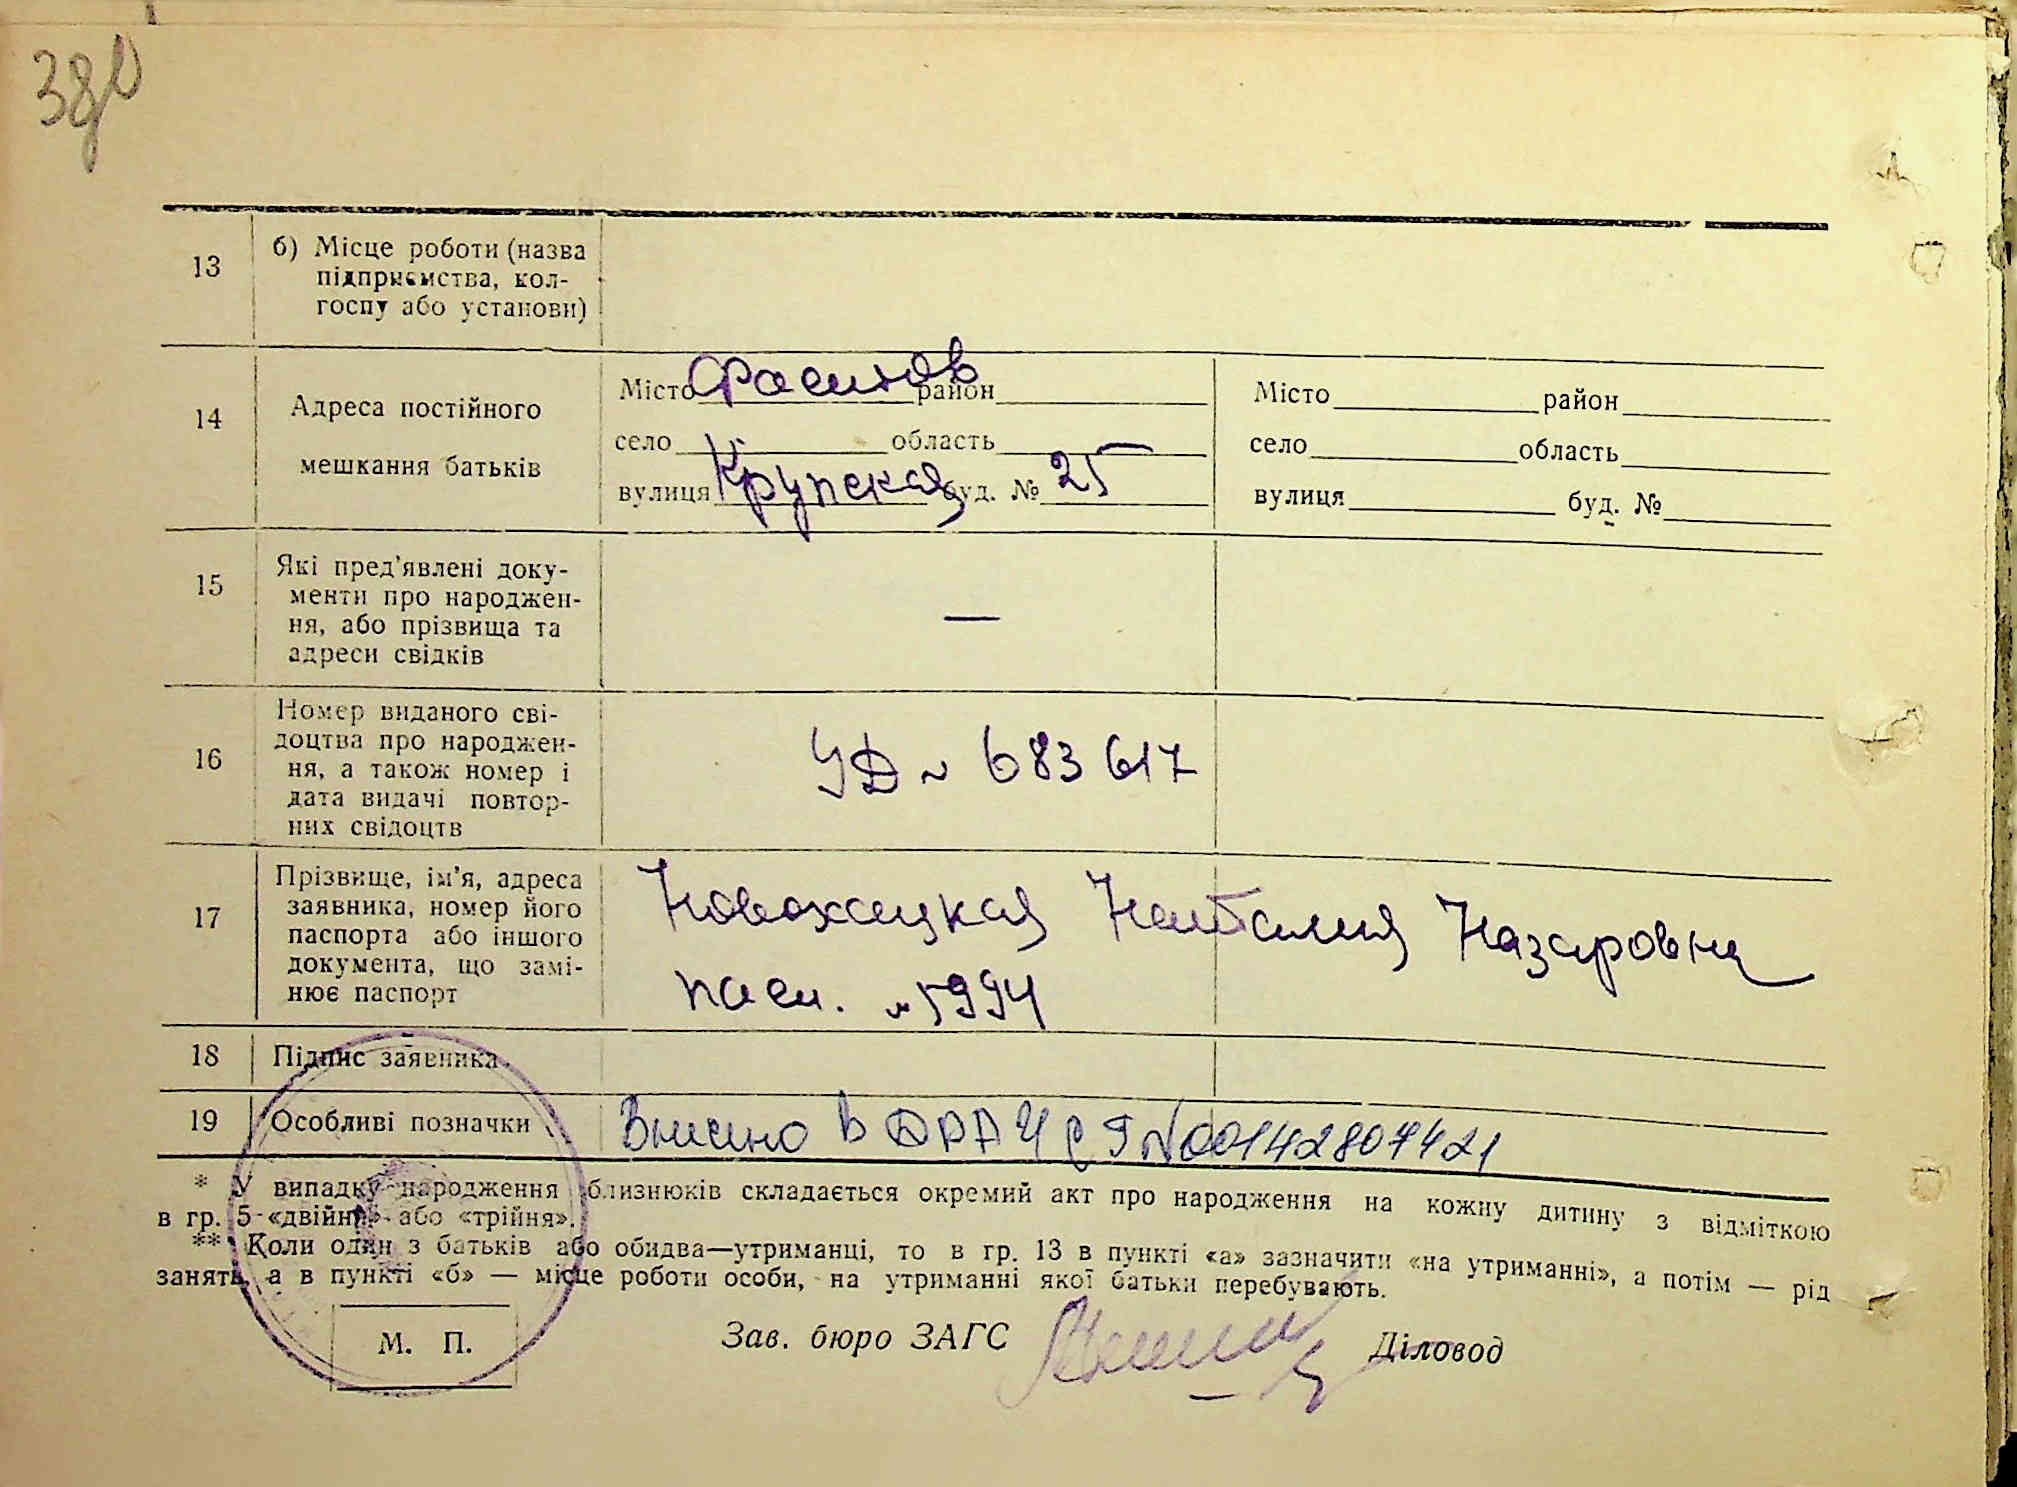 13
б) Місце роботи (назва
підприємства, кол-
госпу або установи)
14
Адреса постійного
мешкання батьків
Місто Фастов район
село область
вулиця Крупская буд. № 25
Місто район
село область
вулиця буд. №
15
Які пред'явлені доку-
менти про народжен-
ня, або прізвища та
адреси свідків
—
16
Номер виданого сві-
доцтва про народжен-
ня, а також номер і
дата видачі повтор-
них свідоцтв
УД № 683617
17
Прізвище, ім'я, адреса
заявника, номер його
паспорта або іншого
документа, що замі-
нює паспорт
Новохацкая Наталия Назаровна
пасп. № 5994
18
Підпис заявника
19
Особливі позначки
Внесено в ДРАЦСГ №00142807421
* У випадку народження близнюків складається окремий акт про народження на кожну дитину з відміткою
в гр. 5 «двійня» або «трійня».
** Коли один з батьків або обидва—утриманці, то в гр. 13 в пункті «а» зазначити «на утриманні», а потім — рід
занять, а в пункті «б» — місце роботи особи, на утриманні якої батьки перебувають.
М. П.
Зав. бюро ЗАГС
Діловод